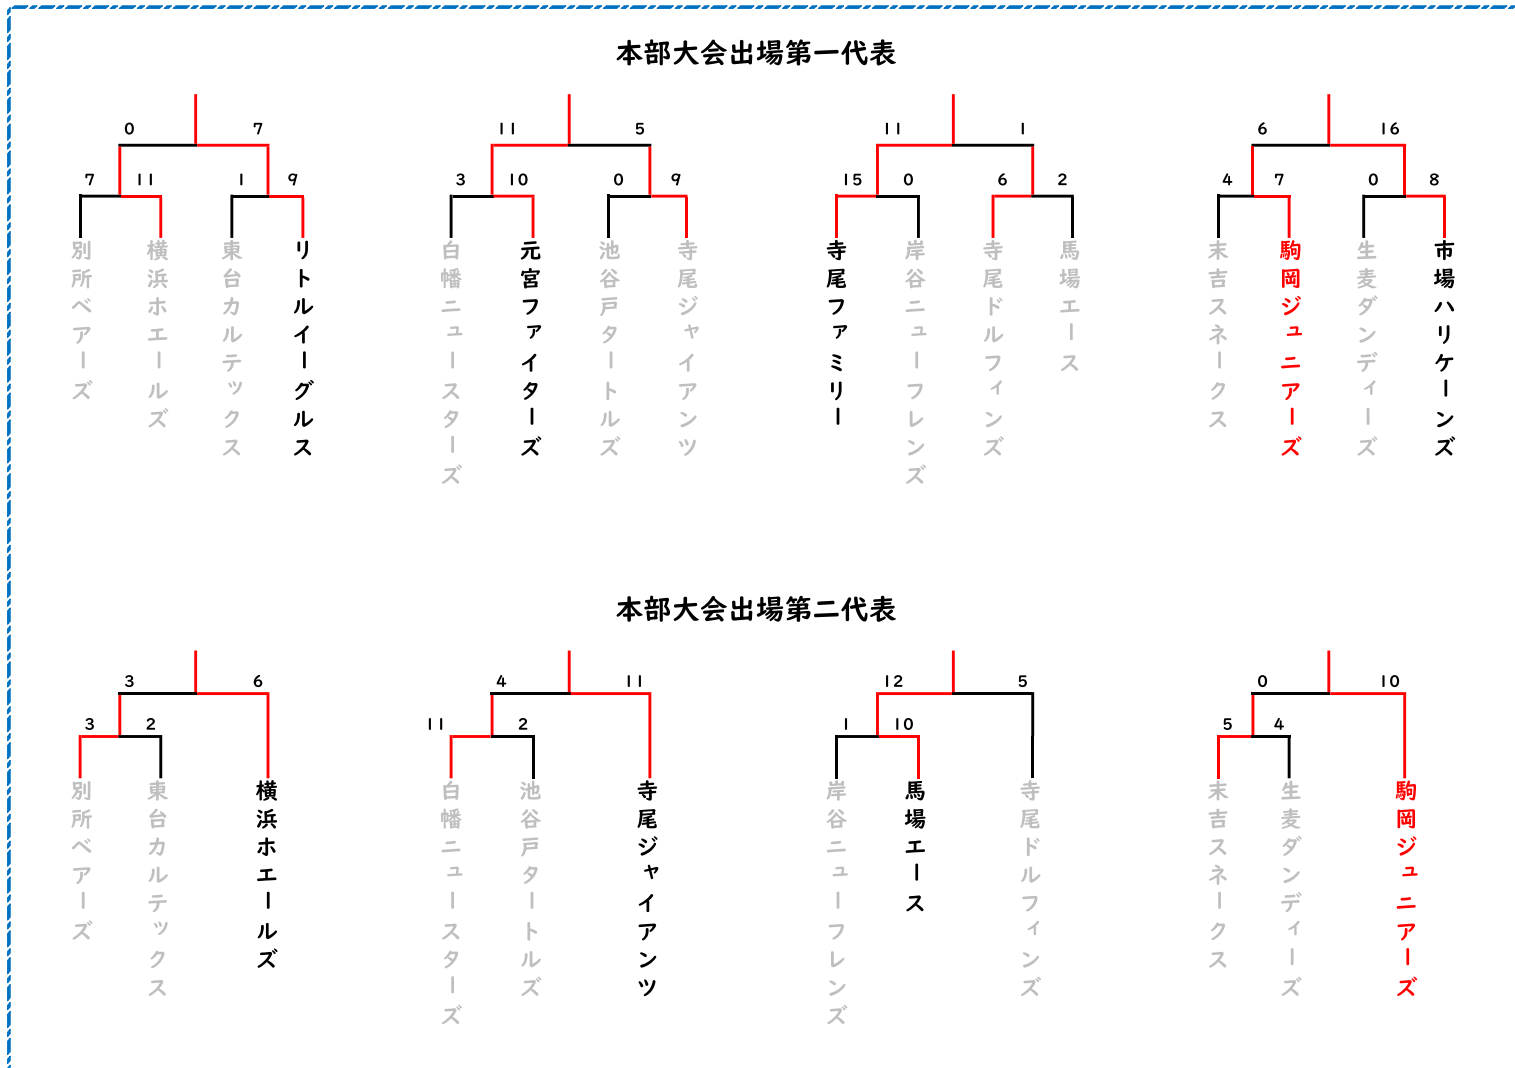 本部大会出場第一代表
0 7 11 5 11 1 6 16
7 11 1 9 3 10 0 9 15 0 6 2 4 7 0 8
別所ベアーズ
横浜ホエールズ
東台カルテックス
リトルイーグルス
白幡ニュースターズ
元宮ファイターズ
池谷戸タートルズ
寺尾ジャイアンツ
寺尾ファミリー
岸谷ニューフレンズ
寺尾ドルフィンズ
馬場エース
末吉スネークス
駒岡ジュニアーズ
生麦ダンディーズ
市場ハリケーンズ
本部大会出場第二代表
3 6 4 11 12 5 0 10
3 2 11 2 1 10 5 4
別所ベアーズ
東台カルテックス
横浜ホエールズ
白幡ニュースターズ
池谷戸タートルズ
寺尾ジャイアンツ
岸谷ニューフレンズ
馬場エース
寺尾ドルフィンズ
末吉スネークス
生麦ダンディーズ
駒岡ジュニアーズ